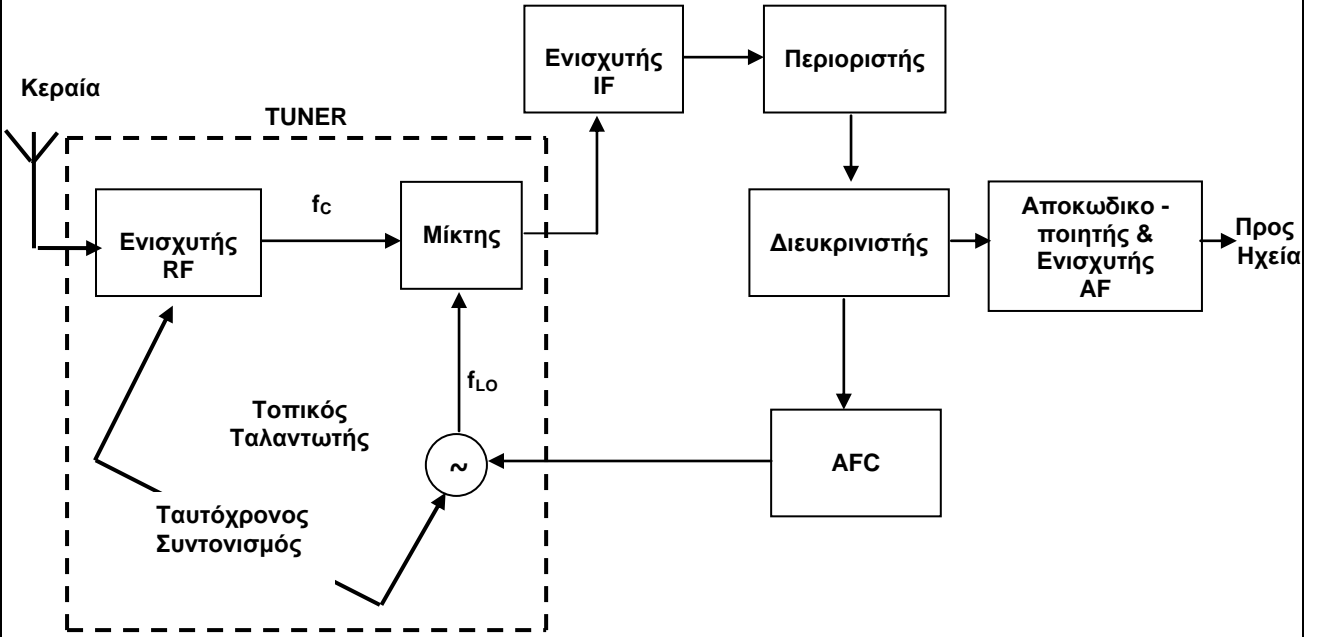 Κεραία
TUNER
Ενισχυτής
RF
fC
Μίκτης
fLO
Τοπικός
Ταλαντωτής
~
Ταυτόχρονος
Συντονισμός
Ενισχυτής
IF
Περιοριστής
Διευκρινιστής
Αποκωδικο -
ποιητής &
Ενισχυτής
AF
Προς
Ηχεία
AFC